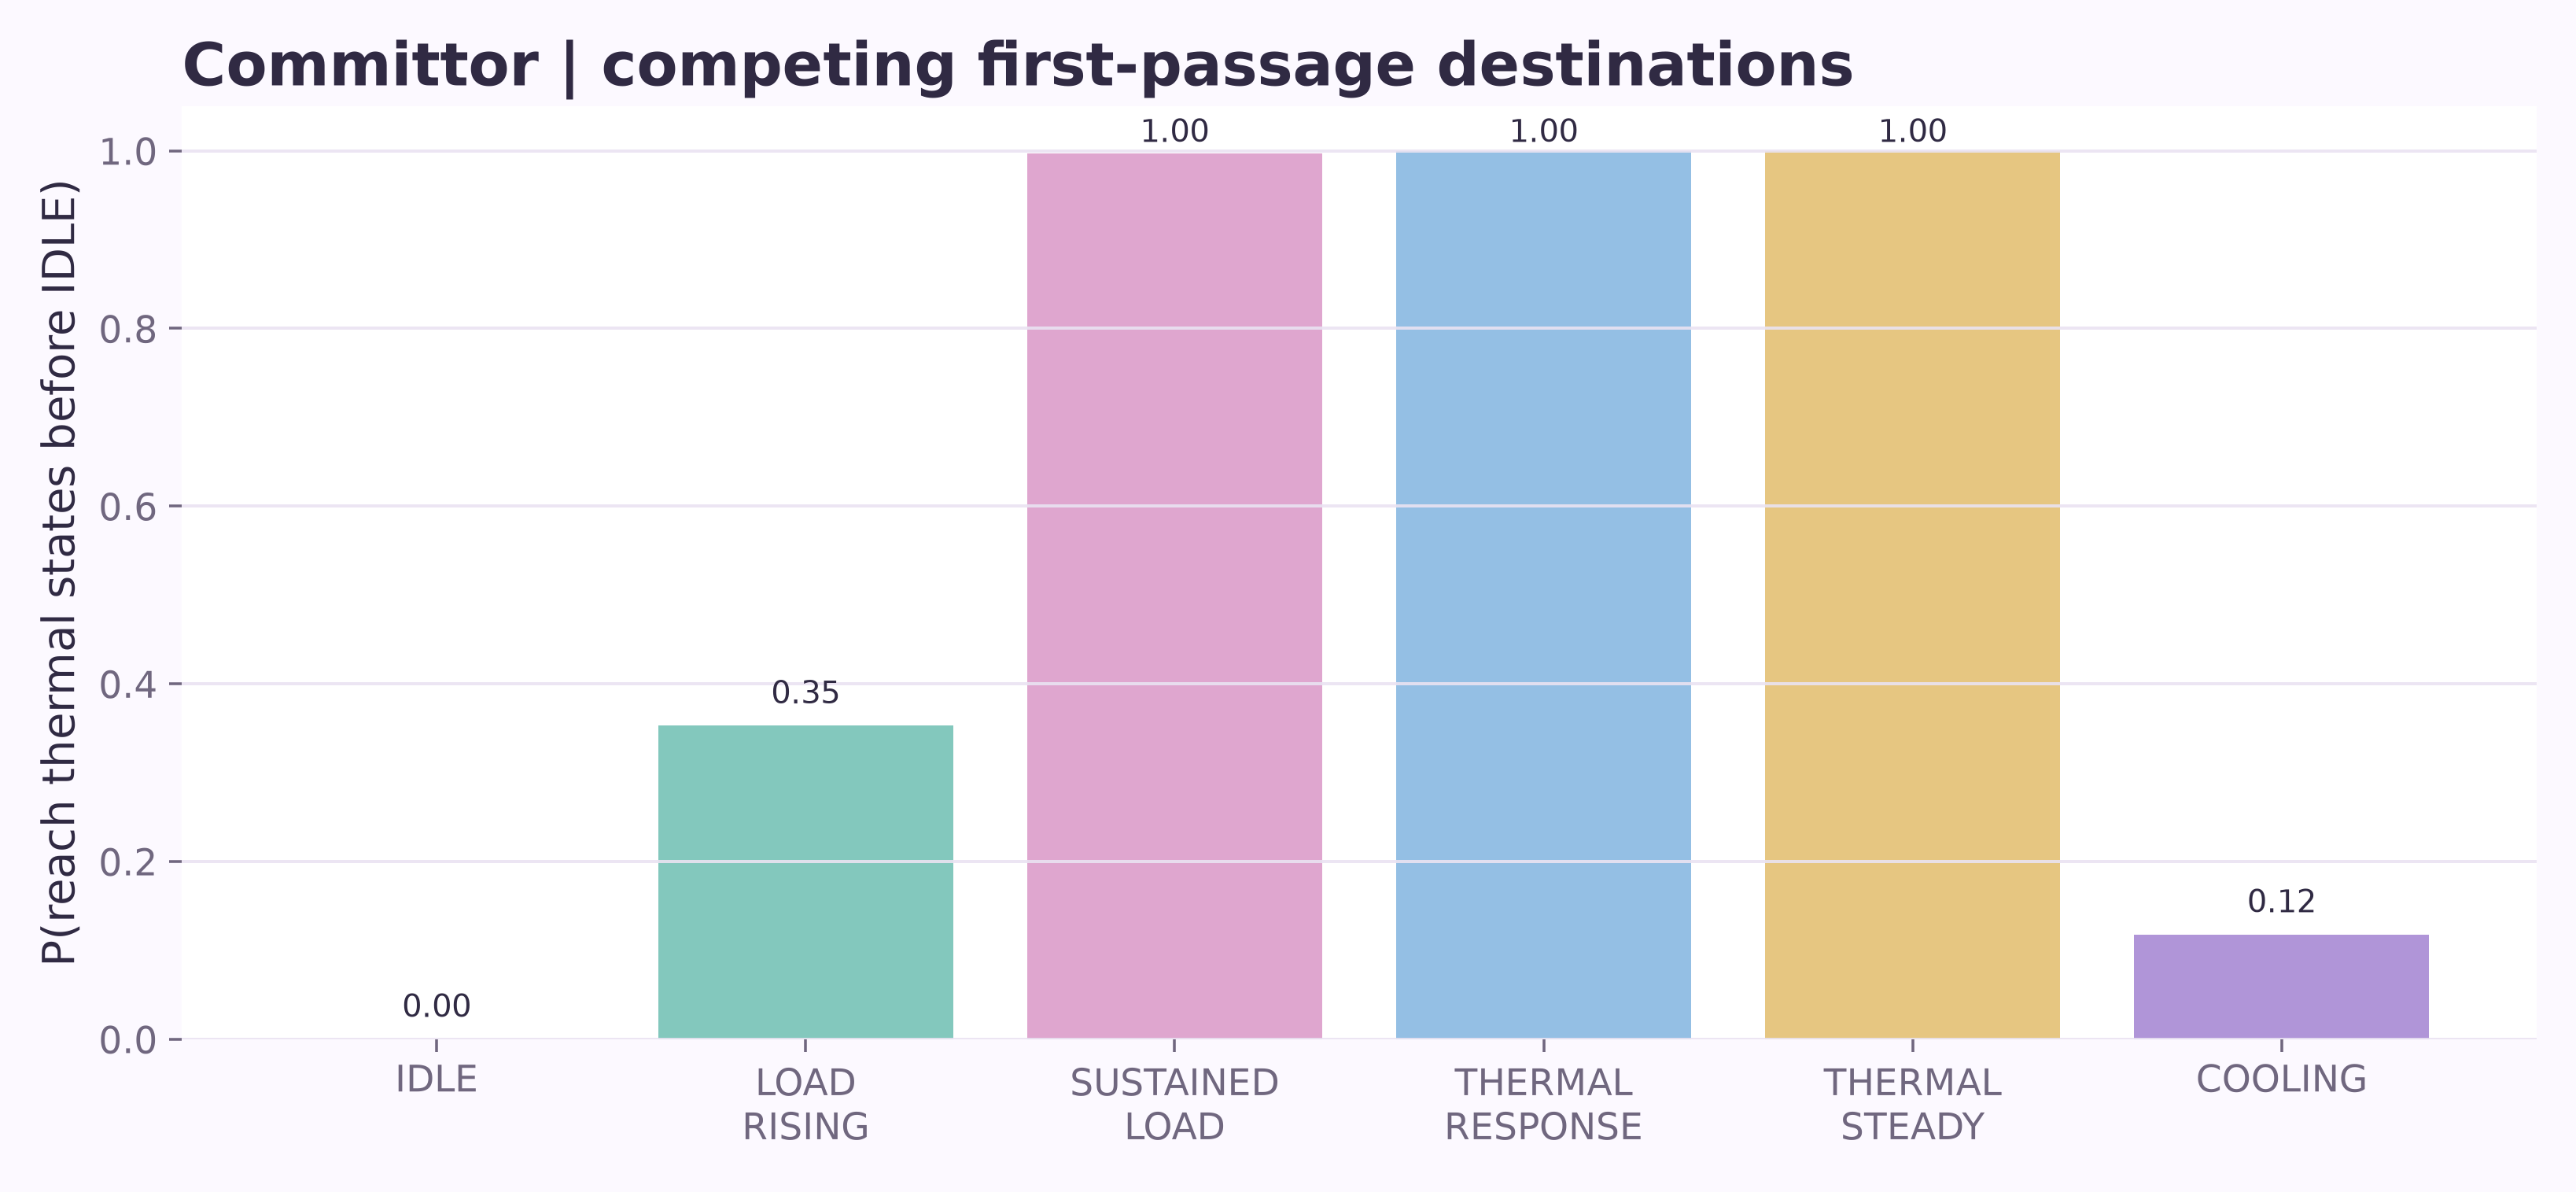 Committor | competing first-passage destinations
P(reach thermal states before IDLE)
1.0
0.8
0.6
0.4
0.2
0.0
0.00
0.35
1.00
1.00
1.00
0.12
IDLE
LOAD
RISING
SUSTAINED
LOAD
THERMAL
RESPONSE
THERMAL
STEADY
COOLING